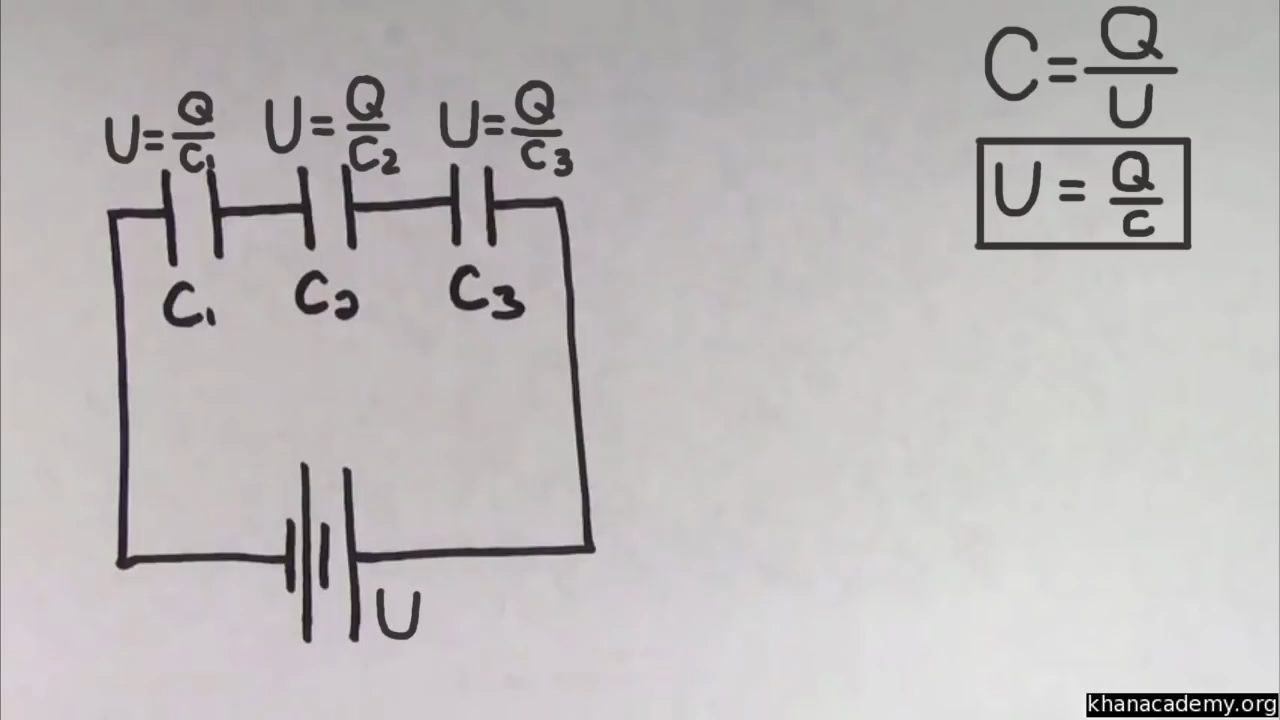 U = Q/C₁
U = Q/C₂
U = Q/C₃
C₁
C₂
C₃
U
C = Q/U
U = Q/C
khanacademy.org